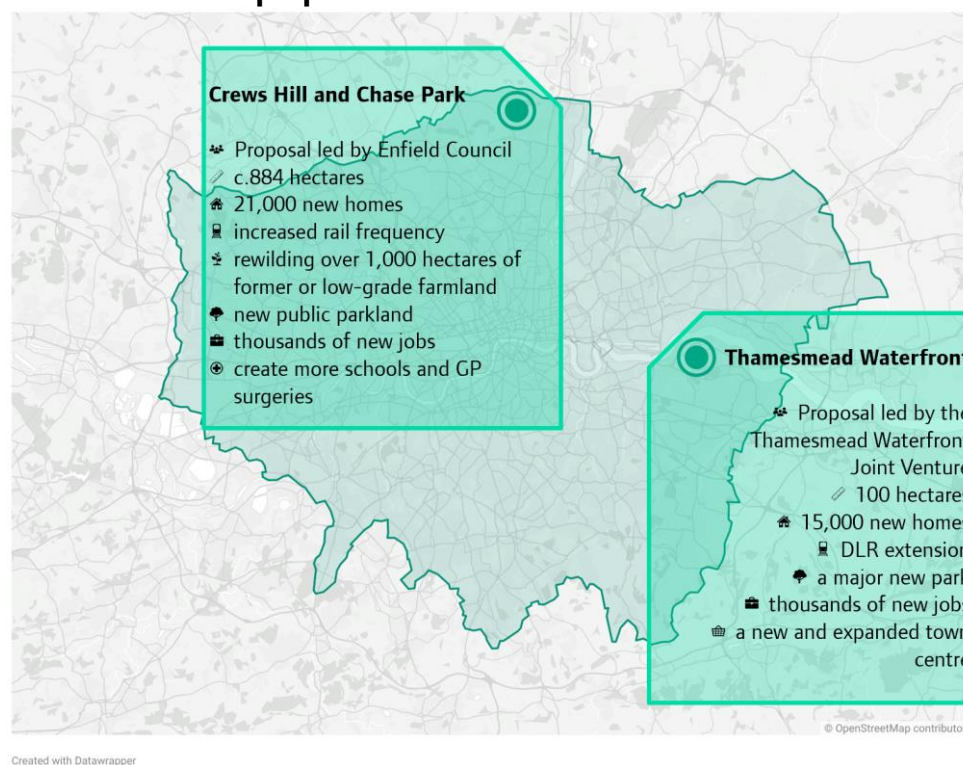 Crews Hill and Chase Park
Proposal led by Enfield Council
c.884 hectares
21,000 new homes
increased rail frequency
rewilding over 1,000 hectares of
former or low-grade farmland
new public parkland
thousands of new jobs
create more schools and GP
surgeries
Thamesmead Waterfront
Proposal led by the
Thamesmead Waterfront
Joint Venture
100 hectares
15,000 new homes
DLR extension
a major new park
thousands of new jobs
a new and expanded town
centre
© OpenStreetMap contributo
Created with Datawrapper